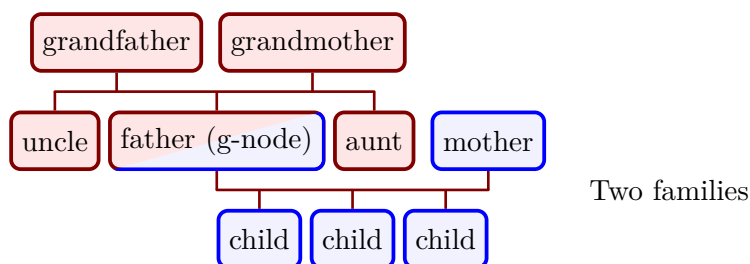 grandfather grandmother
uncle father (g-node) aunt mother
Two families
child child child